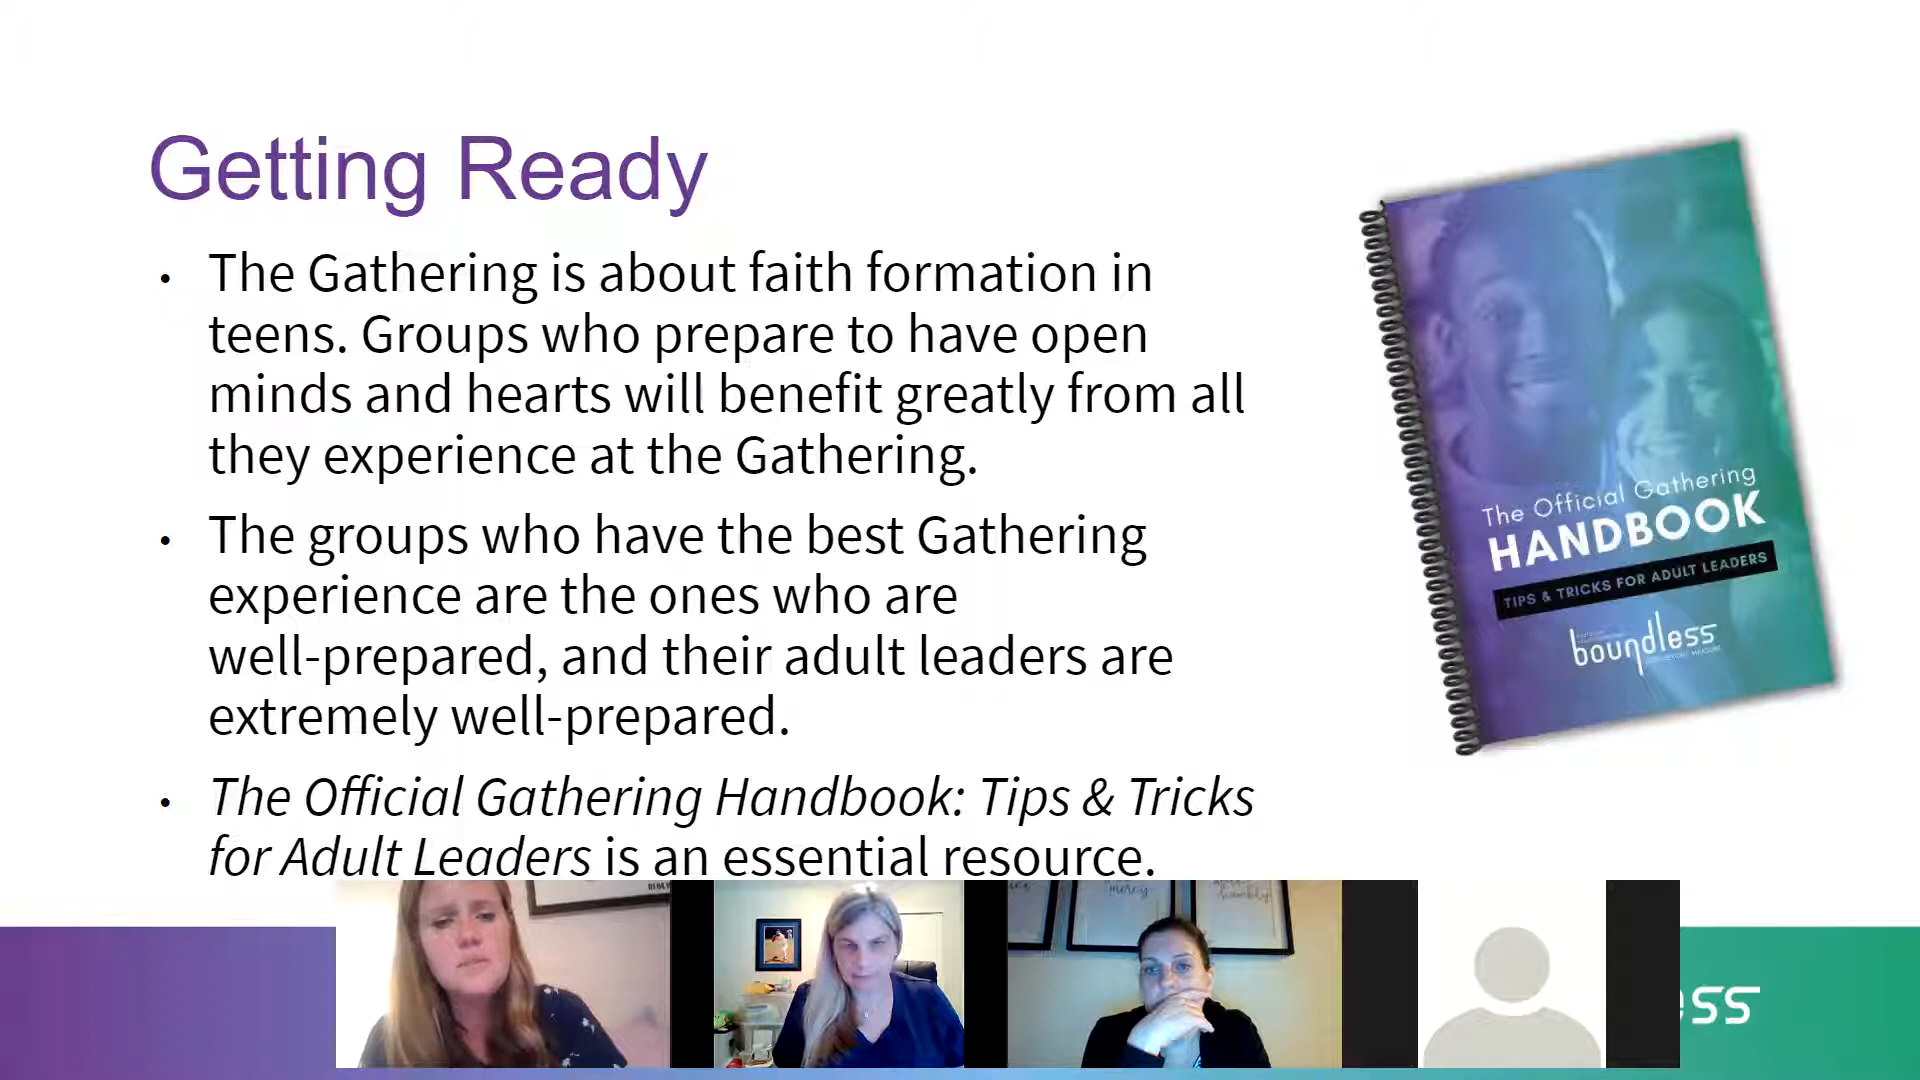 Getting Ready
• The Gathering is about faith formation in
teens. Groups who prepare to have open
minds and hearts will benefit greatly from all
they experience at the Gathering.
• The groups who have the best Gathering
experience are the ones who are
well-prepared, and their adult leaders are
extremely well-prepared.
• The Official Gathering Handbook: Tips & Tricks
for Adult Leaders is an essential resource.
The Official Gathering
HANDBOOK
TIPS & TRICKS FOR ADULT LEADERS
boundless
mercy
humbly
ess